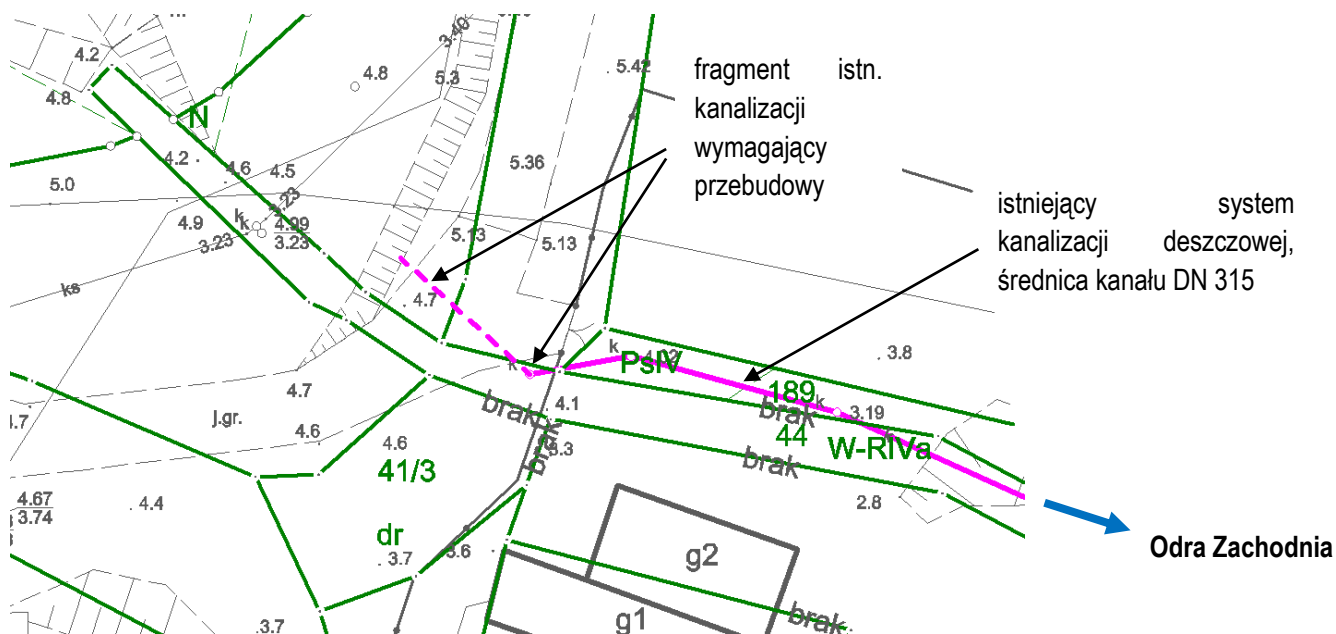 fragment istn.
kanalizacji
wymagający
przebudowy
istniejący system
kanalizacji deszczowej,
średnica kanału DN 315
Odra Zachodnia
3.40
4.2
4.8
5.3
5.42
4.8
N
4.2
4.6
4.5
5.36
5.0
3.23
k
k
4.9
4.99
3.23
3.23
5.13
5.13
ks
4.7
k
k
PsIV
3.8
4.7
189
k
3.19
brak
44
W-RIVa
4.1
brak
brak
3.3
brak
j.gr.
4.6
4.6
41/3
2.8
4.67
3.74
4.4
dr
3.7
g2
g1
3.7
brak